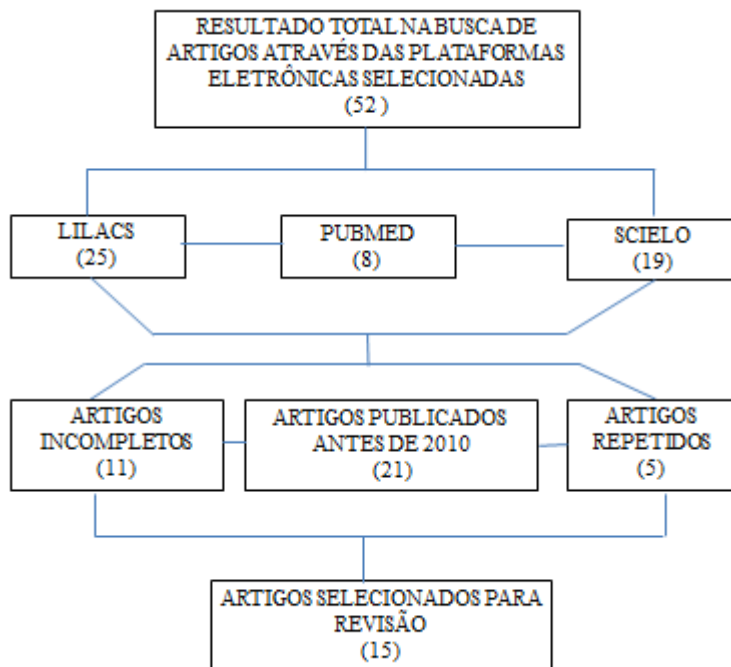 RESULTADO TOTAL NA BUSCA DE
ARTIGOS ATRAVÉS DAS PLATAFORMAS
ELETRÔNICAS SELECIONADAS
(52 )
LILACS
(25)
PUBMED
(8)
SCIELO
(19)
ARTIGOS
INCOMPLETOS
(11)
ARTIGOS PUBLICADOS
ANTES DE 2010
(21)
ARTIGOS
REPETIDOS
(5)
ARTIGOS SELECIONADOS PARA
REVISÃO
(15)